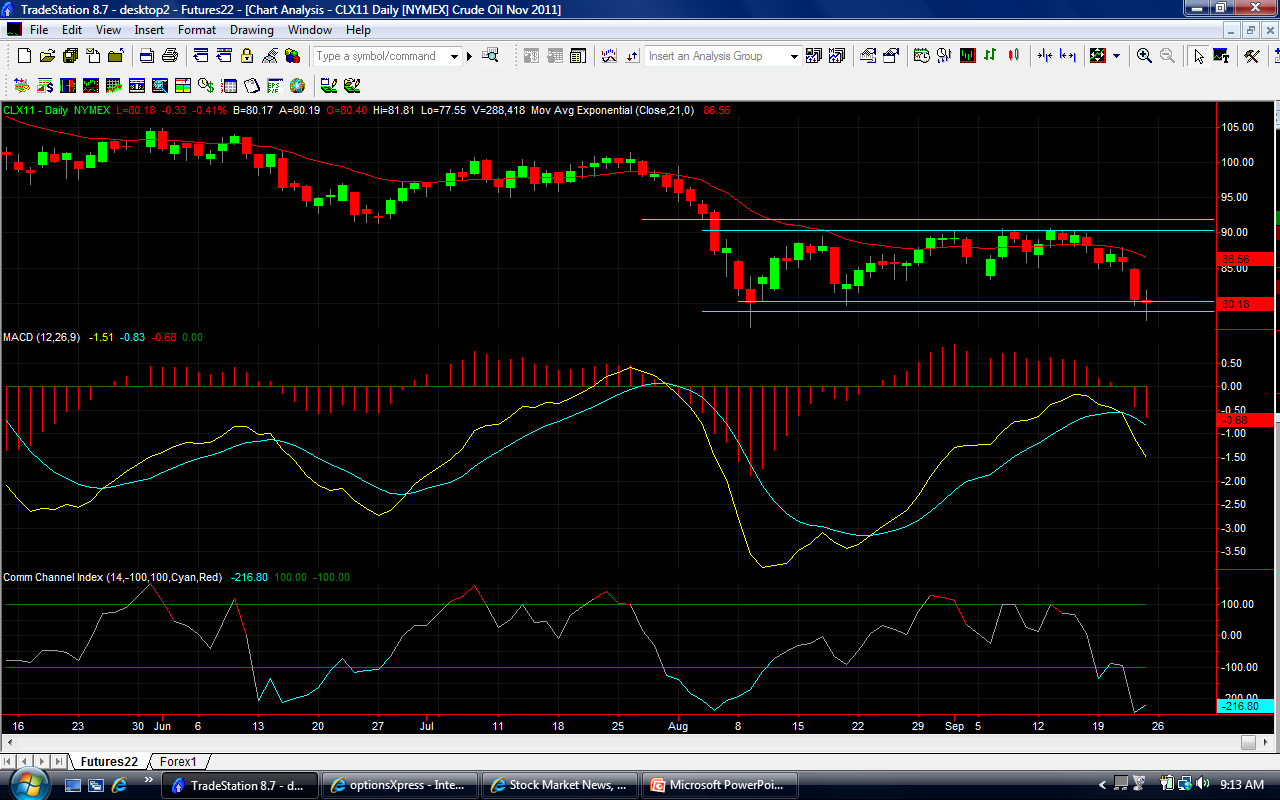 TradeStation 8.7 - desktop2 - Futures22 - [Chart Analysis - CLX11 Daily [NYMEX] Crude Oil Nov 2011]
File Edit View Insert Format Drawing Window Help
Type a symbol/command Insert an Analysis Group
CLX11 - Daily NYMEX L=80.18 -0.33 -0.41% B=80.17 A=80.19 O=80.40 Hi=81.81 Lo=77.55 V=288,418 Mov Avg Exponential (Close,21,0) 86.56
105.00
100.00
95.00
90.00
86.56
85.00
80.18
MACD (12,26,9) -1.51 -0.83 -0.68 0.00
0.50
0.00
-0.50
-0.68
-1.00
-1.50
-2.00
-2.50
-3.00
-3.50
Comm Channel Index (14,-100,100,Cyan,Red) -216.80 100.00 -100.00
100.00
0.00
-100.00
-200.00
-216.80
16 23 30 Jun 6 13 20 27 Jul 11 18 25 Aug 8 15 22 29 Sep 5 12 19 26
Futures22 Forex1
TradeStation 8.7 - d... optionsXpress - Inte... Stock Market News, ... Microsoft PowerPoi... 9:13 AM